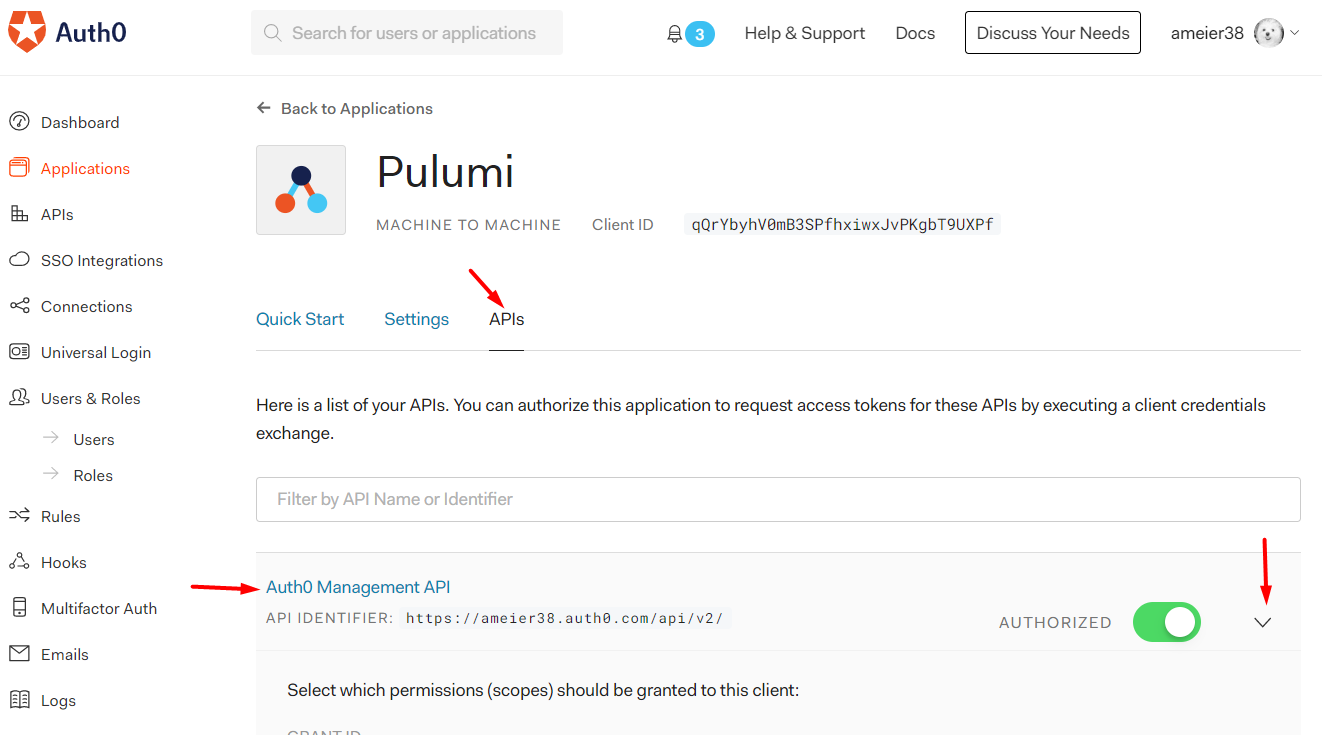 Auth0
Search for users or applications
3
Help & Support
Docs
Discuss Your Needs
ameier38
Dashboard
Applications
APIs
SSO Integrations
Connections
Universal Login
Users & Roles
Users
Roles
Rules
Hooks
Multifactor Auth
Emails
Logs
Back to Applications
Pulumi
MACHINE TO MACHINE
Client ID
qQrYbyhV0mB3SPfhxiwxJvPKgbT9UXPf
Quick Start
Settings
APIs
Here is a list of your APIs. You can authorize this application to request access tokens for these APIs by executing a client credentials
exchange.
Filter by API Name or Identifier
Auth0 Management API
API IDENTIFIER: https://ameier38.auth0.com/api/v2/
AUTHORIZED
Select which permissions (scopes) should be granted to this client:
GRANT ID